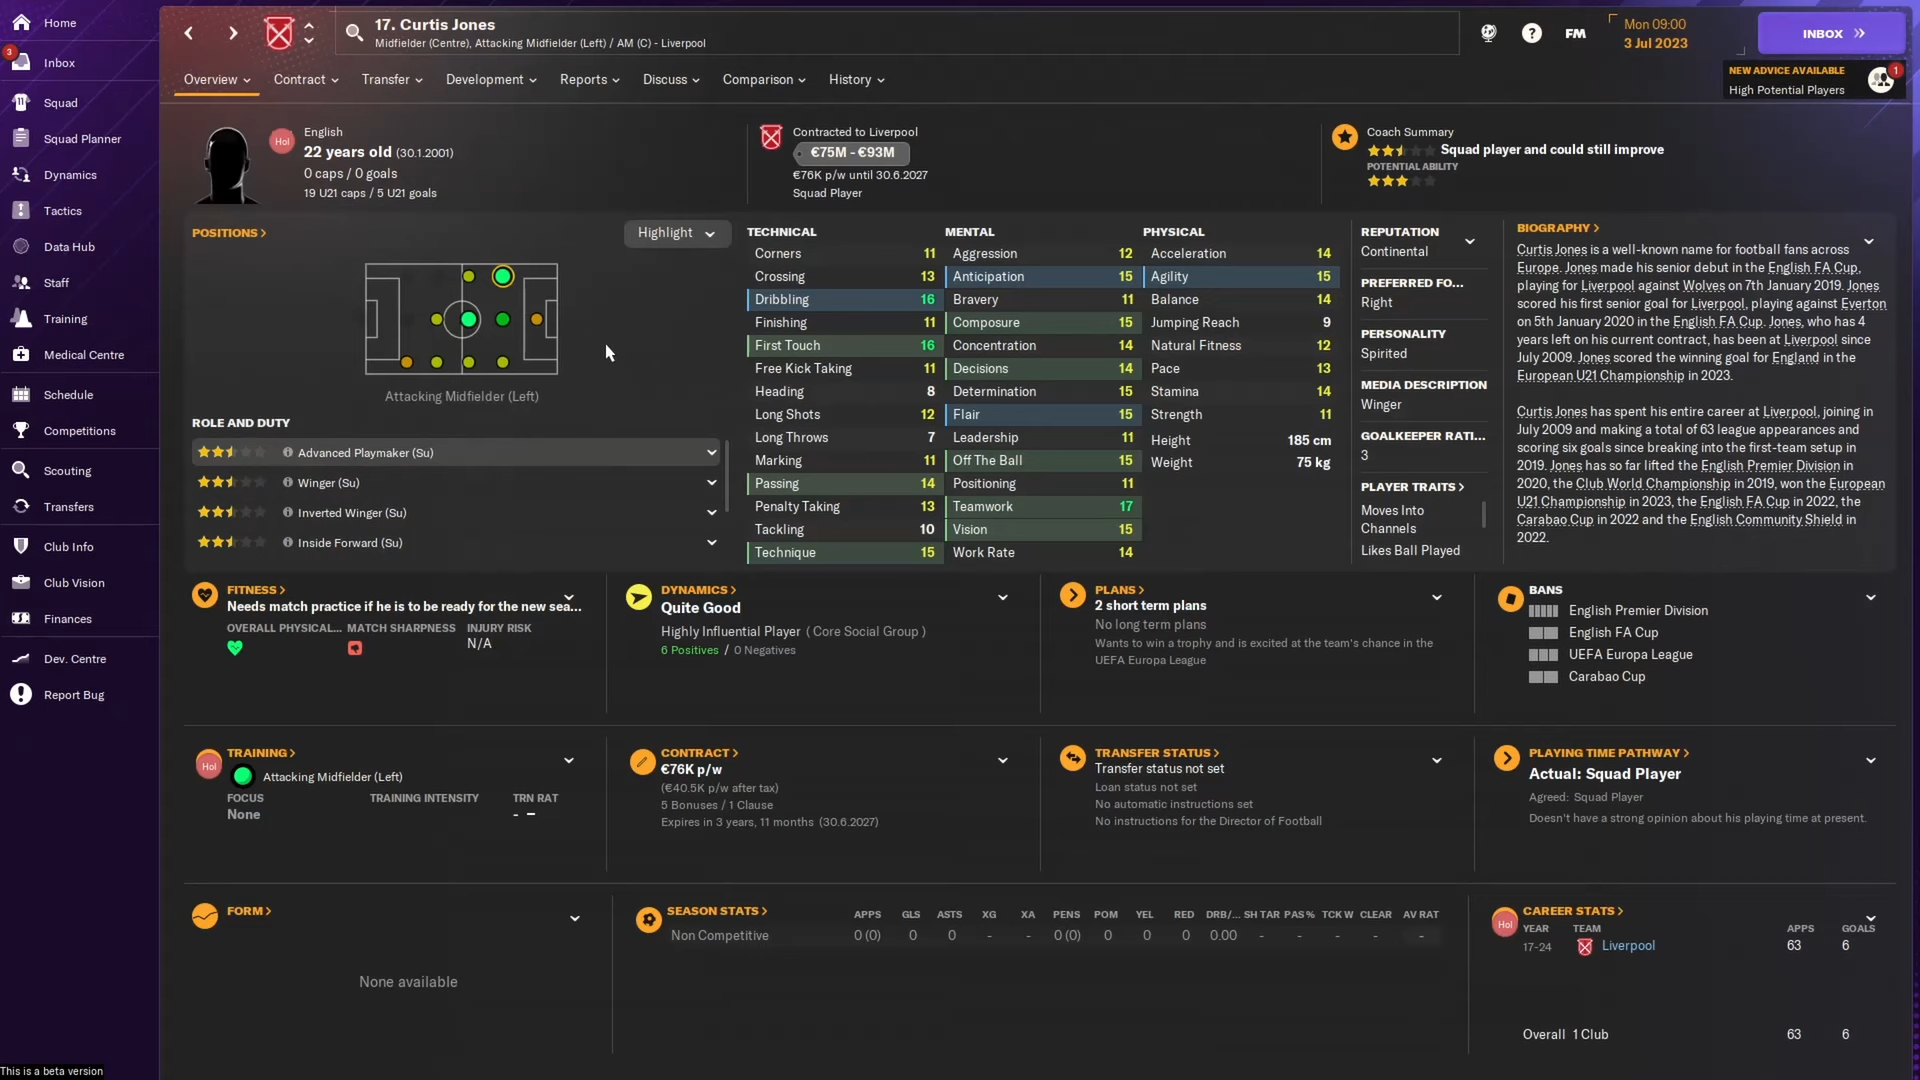 Home
3
Inbox
Squad
Squad Planner
Dynamics
Tactics
Data Hub
Staff
Training
Medical Centre
Schedule
Competitions
Scouting
Transfers
Club Info
Club Vision
Finances
Dev. Centre
Report Bug
This is a beta version
17. Curtis Jones
Midfielder (Centre), Attacking Midfielder (Left) / AM (C) - Liverpool
FM
Mon 09:00
3 Jul 2023
INBOX
Overview Contract Transfer Development Reports Discuss Comparison History
NEW ADVICE AVAILABLE
High Potential Players
1
Hol
English
22 years old (30.1.2001)
0 caps / 0 goals
19 U21 caps / 5 U21 goals
Contracted to Liverpool
€75M - €93M
€76K p/w until 30.6.2027
Squad Player
Coach Summary
Squad player and could still improve
POTENTIAL ABILITY
POSITIONS
Highlight
Attacking Midfielder (Left)
ROLE AND DUTY
Advanced Playmaker (Su)
Winger (Su)
Inverted Winger (Su)
Inside Forward (Su)
TECHNICAL
Corners 11
Crossing 13
Dribbling 16
Finishing 11
First Touch 16
Free Kick Taking 11
Heading 8
Long Shots 12
Long Throws 7
Marking 11
Passing 14
Penalty Taking 13
Tackling 10
Technique 15
MENTAL
Aggression 12
Anticipation 15
Bravery 11
Composure 15
Concentration 14
Decisions 14
Determination 15
Flair 15
Leadership 11
Off The Ball 15
Positioning 11
Teamwork 17
Vision 15
Work Rate 14
PHYSICAL
Acceleration 14
Agility 15
Balance 14
Jumping Reach 9
Natural Fitness 12
Pace 13
Stamina 14
Strength 11
Height 185 cm
Weight 75 kg
REPUTATION
Continental
PREFERRED FO...
Right
PERSONALITY
Spirited
MEDIA DESCRIPTION
Winger
GOALKEEPER RATI...
3
PLAYER TRAITS
Moves Into
Channels
Likes Ball Played
BIOGRAPHY
Curtis Jones is a well-known name for football fans across
Europe. Jones made his senior debut in the English FA Cup,
playing for Liverpool against Wolves on 7th January 2019. Jones
scored his first senior goal for Liverpool, playing against Everton
on 5th January 2020 in the English FA Cup. Jones, who has 4
years left on his current contract, has been at Liverpool since
July 2009. Jones scored the winning goal for England in the
European U21 Championship in 2023.
Curtis Jones has spent his entire career at Liverpool, joining in
July 2009 and making a total of 63 league appearances and
scoring six goals since breaking into the first-team setup in
2019. Jones has so far lifted the English Premier Division in
2020, the Club World Championship in 2019, won the European
U21 Championship in 2023, the English FA Cup in 2022, the
Carabao Cup in 2022 and the English Community Shield in
2022.
FITNESS
Needs match practice if he is to be ready for the new sea...
OVERALL PHYSICAL... MATCH SHARPNESS INJURY RISK
N/A
DYNAMICS
Quite Good
Highly Influential Player ( Core Social Group )
6 Positives / 0 Negatives
PLANS
2 short term plans
No long term plans
Wants to win a trophy and is excited at the team's chance in the
UEFA Europa League
BANS
English Premier Division
English FA Cup
UEFA Europa League
Carabao Cup
Hol
TRAINING
Attacking Midfielder (Left)
FOCUS TRAINING INTENSITY TRN RAT
None - -
CONTRACT
€76K p/w
(€40.5K p/w after tax)
5 Bonuses / 1 Clause
Expires in 3 years, 11 months (30.6.2027)
TRANSFER STATUS
Transfer status not set
Loan status not set
No automatic instructions set
No instructions for the Director of Football
PLAYING TIME PATHWAY
Actual: Squad Player
Agreed: Squad Player
Doesn't have a strong opinion about his playing time at present.
FORM
None available
SEASON STATS APPS GLS ASTS XG XA PENS POM YEL RED DRB/... SH TAR PAS % TCK W CLEAR AV RAT
Non Competitive 0 (0) 0 0 - - 0 (0) 0 0 0 0.00 - - - - -
Hol
CAREER STATS
YEAR TEAM APPS GOALS
17-24 Liverpool 63 6
Overall 1 Club 63 6